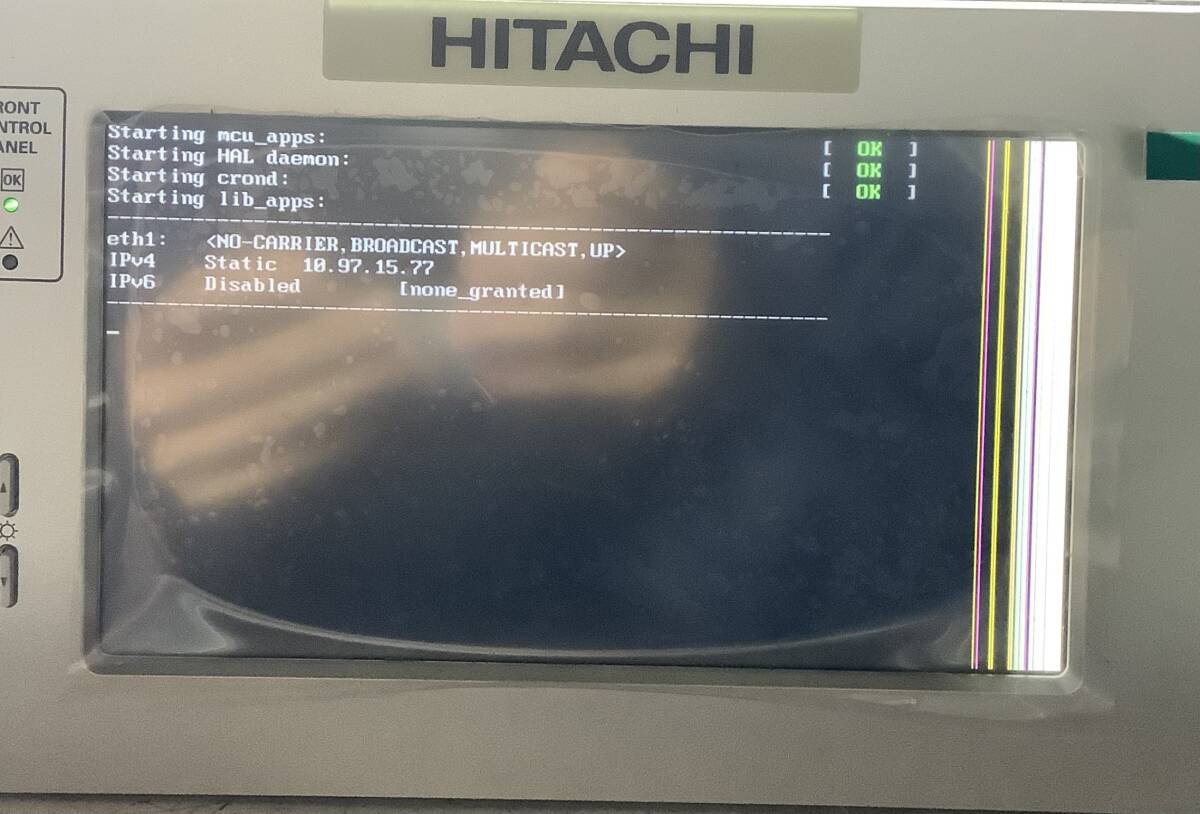 HITACHI
RONT
NTROL
ANEL
OK
Starting mcu_apps: [ OK ]
Starting HAL daemon: [ OK ]
Starting crond: [ OK ]
Starting lib_apps:
--------------------------------------------------------------------------------
eth1: <NO-CARRIER,BROADCAST,MULTICAST,UP>
IPv4 Static 10.97.15.77
IPv6 Disabled [none_granted]
--------------------------------------------------------------------------------
_